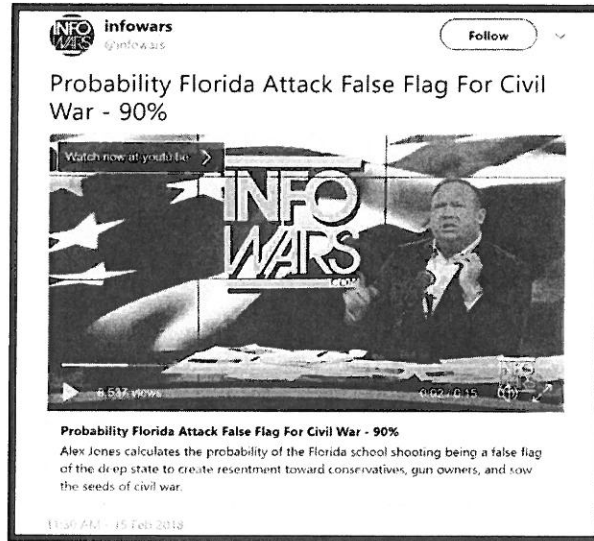 infowars
@infowars
Follow
Probability Florida Attack False Flag For Civil
War - 90%
Watch now at youtu.be
INFO
WARS
.COM
6,537 views
0:02 / 0:15
Probability Florida Attack False Flag For Civil War - 90%
Alex Jones calculates the probability of the Florida school shooting being a false flag
of the deep state to create resentment toward conservatives, gun owners, and sow
the seeds of civil war.
11:30 AM - 15 Feb 2018